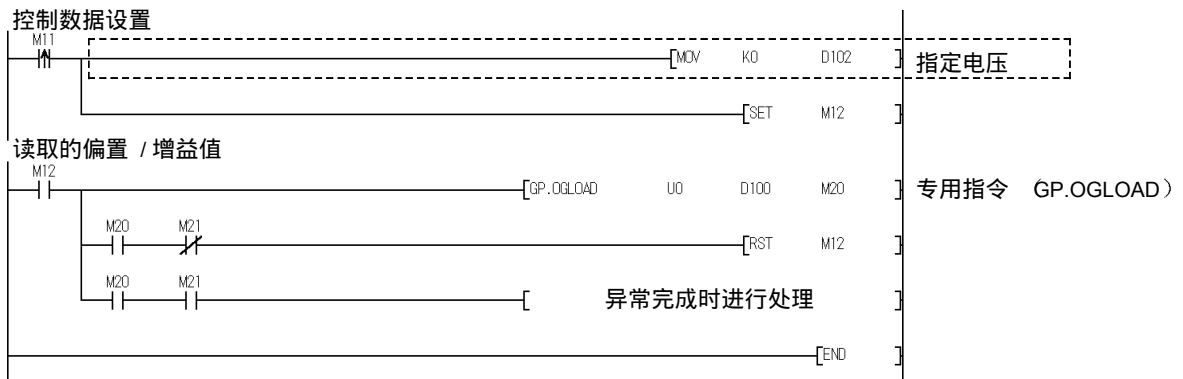 控制数据设置
M11
MOV K0 D102 指定电压
SET M12
读取的偏置 / 增益值
M12
GP.OGLOAD U0 D100 M20 专用指令 （GP.OGLOAD）
M20 M21
RST M12
M20 M21
异常完成时进行处理
END